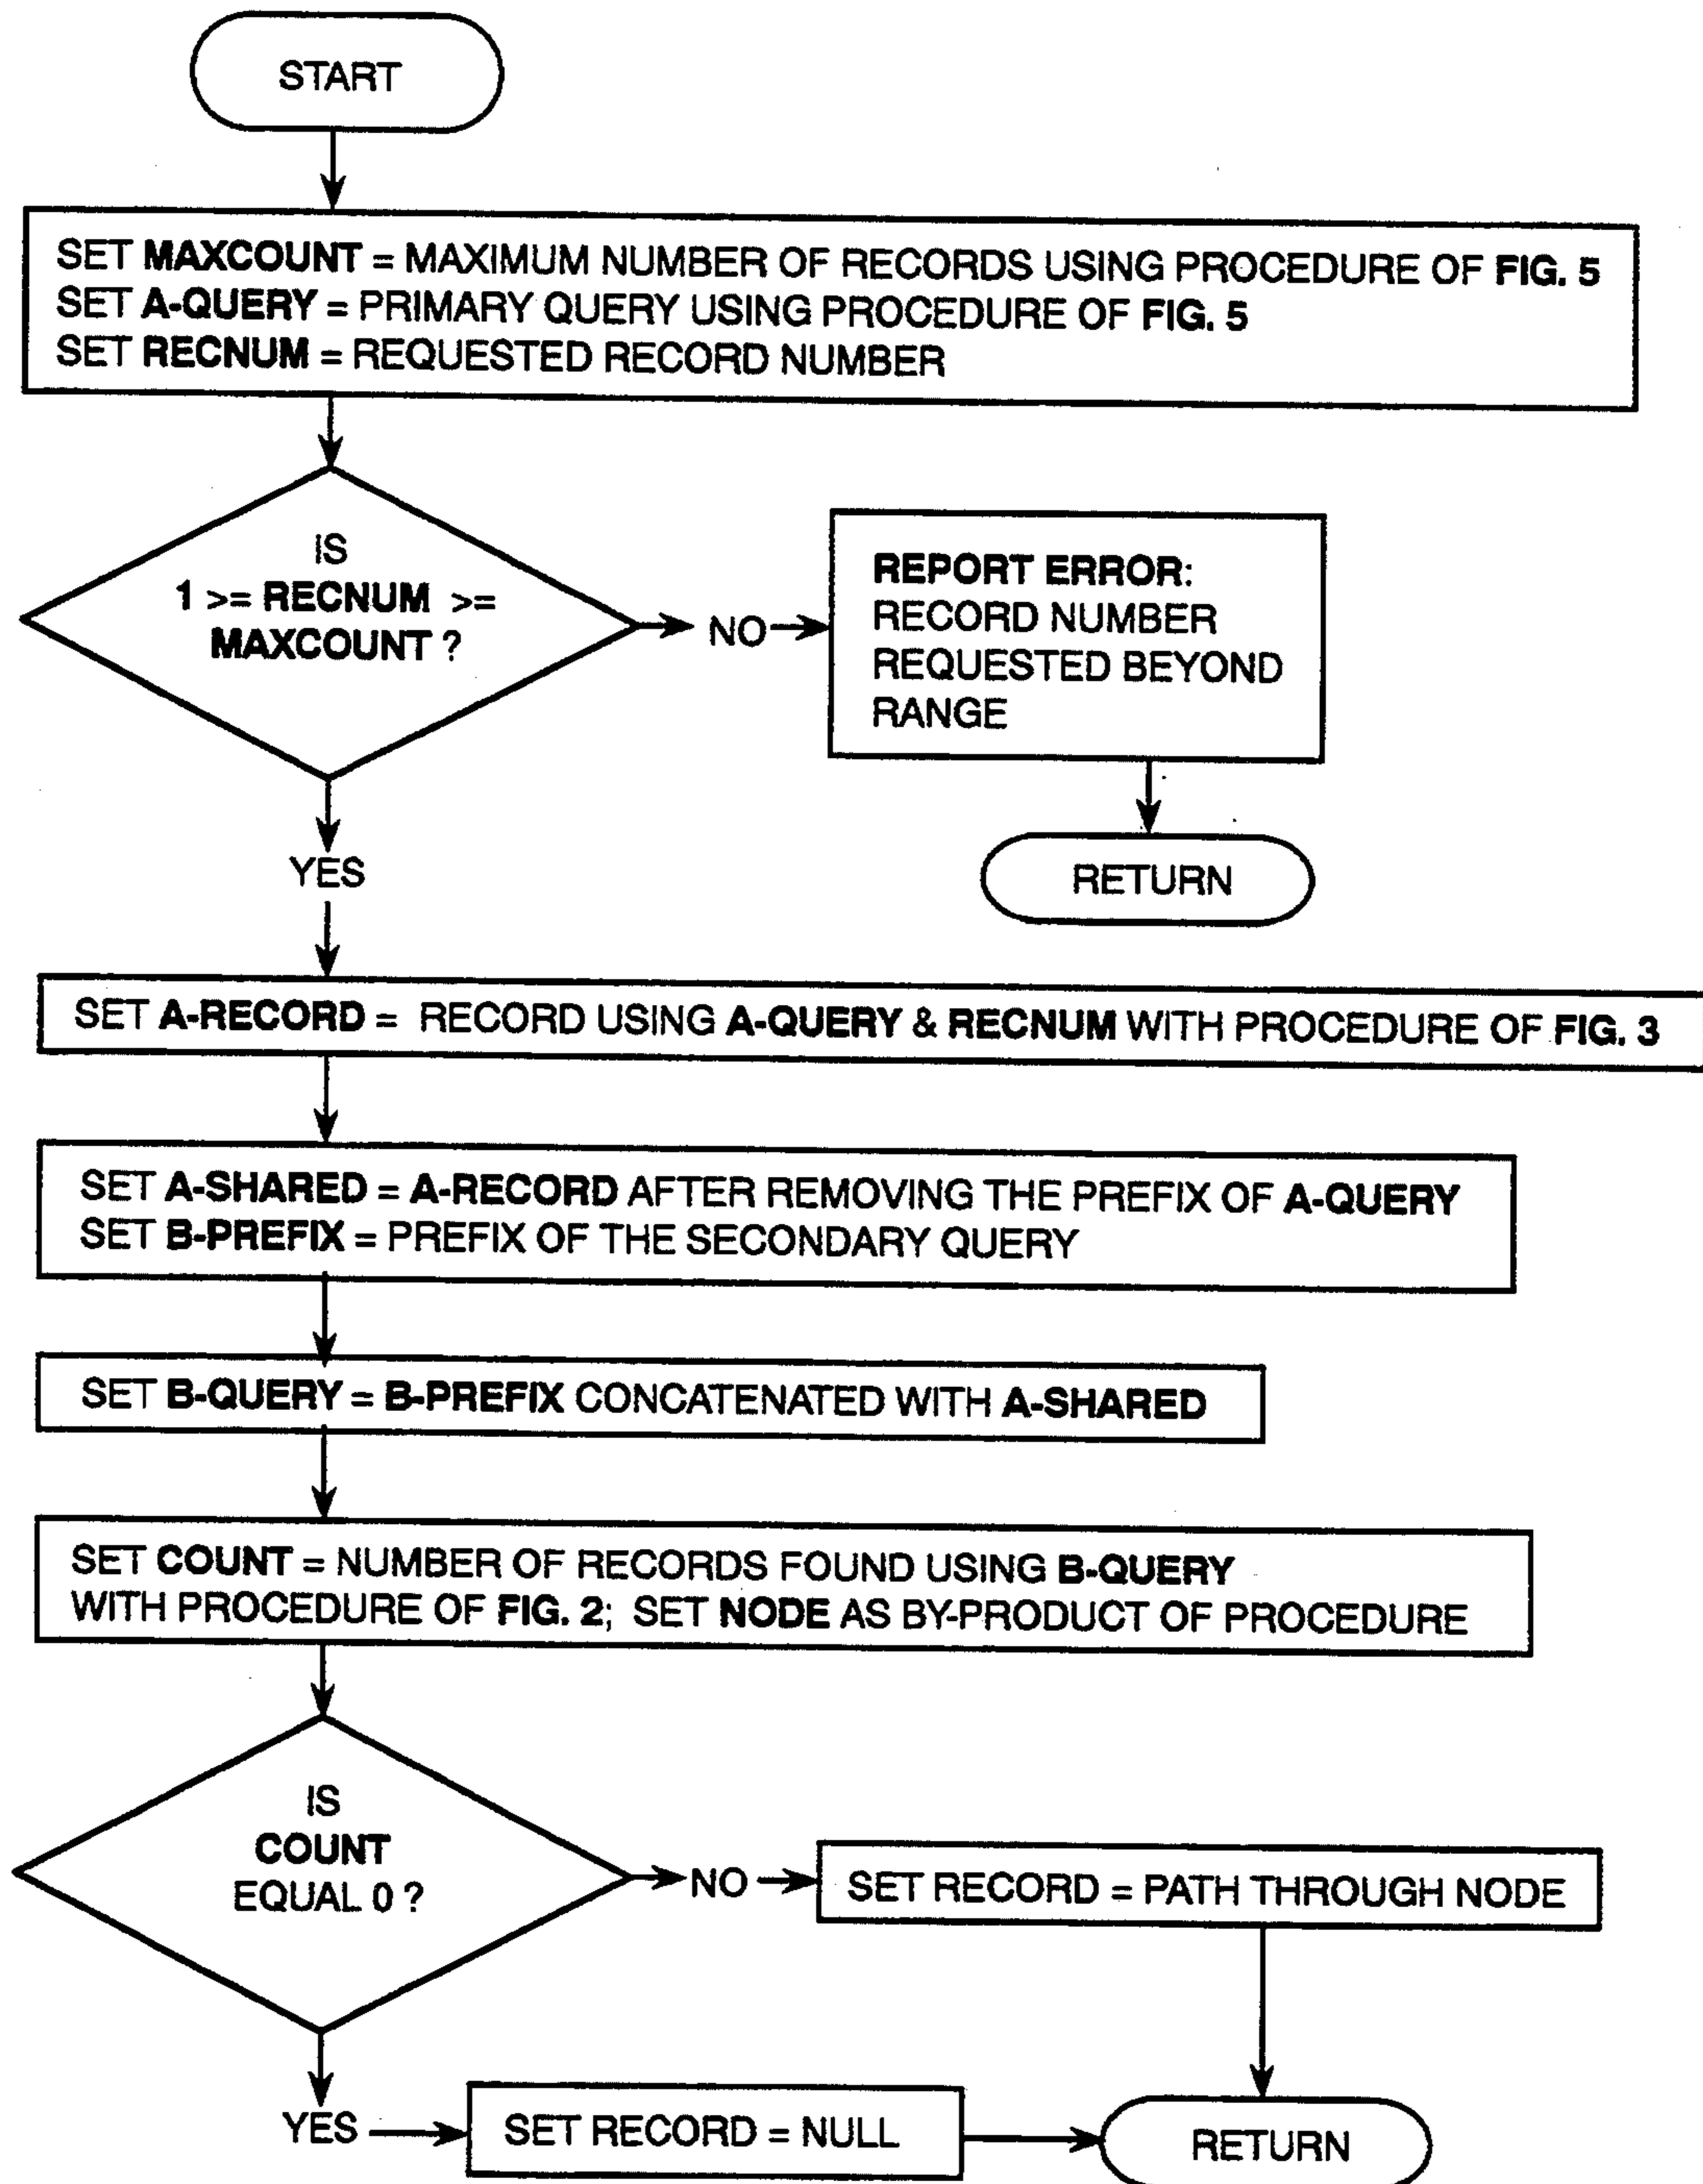 START
SET MAXCOUNT = MAXIMUM NUMBER OF RECORDS USING PROCEDURE OF FIG. 5
SET A-QUERY = PRIMARY QUERY USING PROCEDURE OF FIG. 5
SET RECNUM = REQUESTED RECORD NUMBER
IS
1 >= RECNUM >=
MAXCOUNT ?
NO
REPORT ERROR:
RECORD NUMBER
REQUESTED BEYOND
RANGE
RETURN
YES
SET A-RECORD = RECORD USING A-QUERY & RECNUM WITH PROCEDURE OF FIG. 3
SET A-SHARED = A-RECORD AFTER REMOVING THE PREFIX OF A-QUERY
SET B-PREFIX = PREFIX OF THE SECONDARY QUERY
SET B-QUERY = B-PREFIX CONCATENATED WITH A-SHARED
SET COUNT = NUMBER OF RECORDS FOUND USING B-QUERY
WITH PROCEDURE OF FIG. 2; SET NODE AS BY-PRODUCT OF PROCEDURE
IS
COUNT
EQUAL 0 ?
NO
SET RECORD = PATH THROUGH NODE
YES
SET RECORD = NULL
RETURN